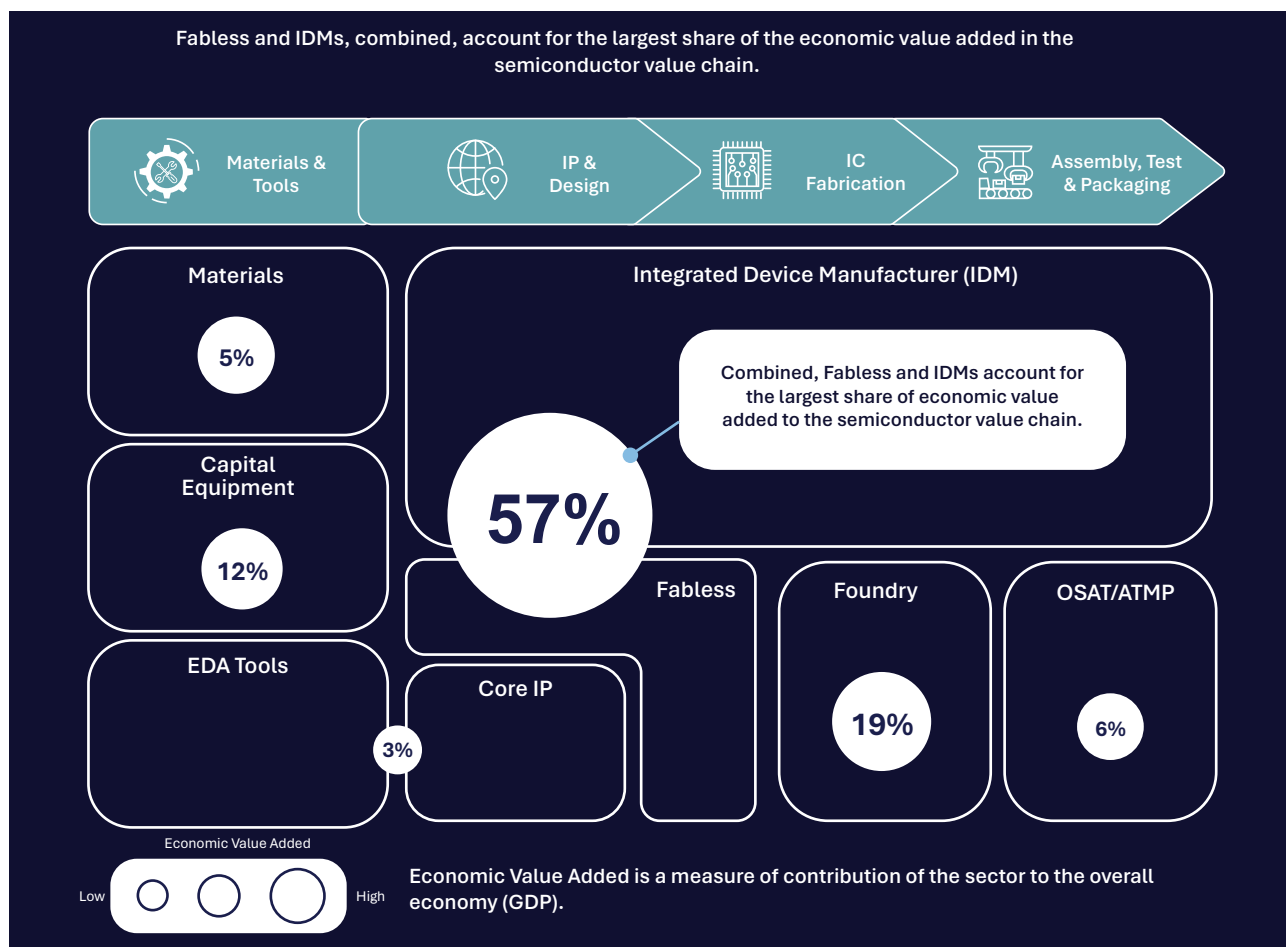 Fabless and IDMs, combined, account for the largest share of the economic value added in the
semiconductor value chain.
Materials &
Tools
IP &
Design
IC
Fabrication
Assembly, Test
& Packaging
Materials
5%
Capital
Equipment
12%
EDA Tools
3%
Core IP
Integrated Device Manufacturer (IDM)
Combined, Fabless and IDMs account for
the largest share of economic value
added to the semiconductor value chain.
57%
Fabless
Foundry
19%
OSAT/ATMP
6%
Economic Value Added
Low
High
Economic Value Added is a measure of contribution of the sector to the overall
economy (GDP).